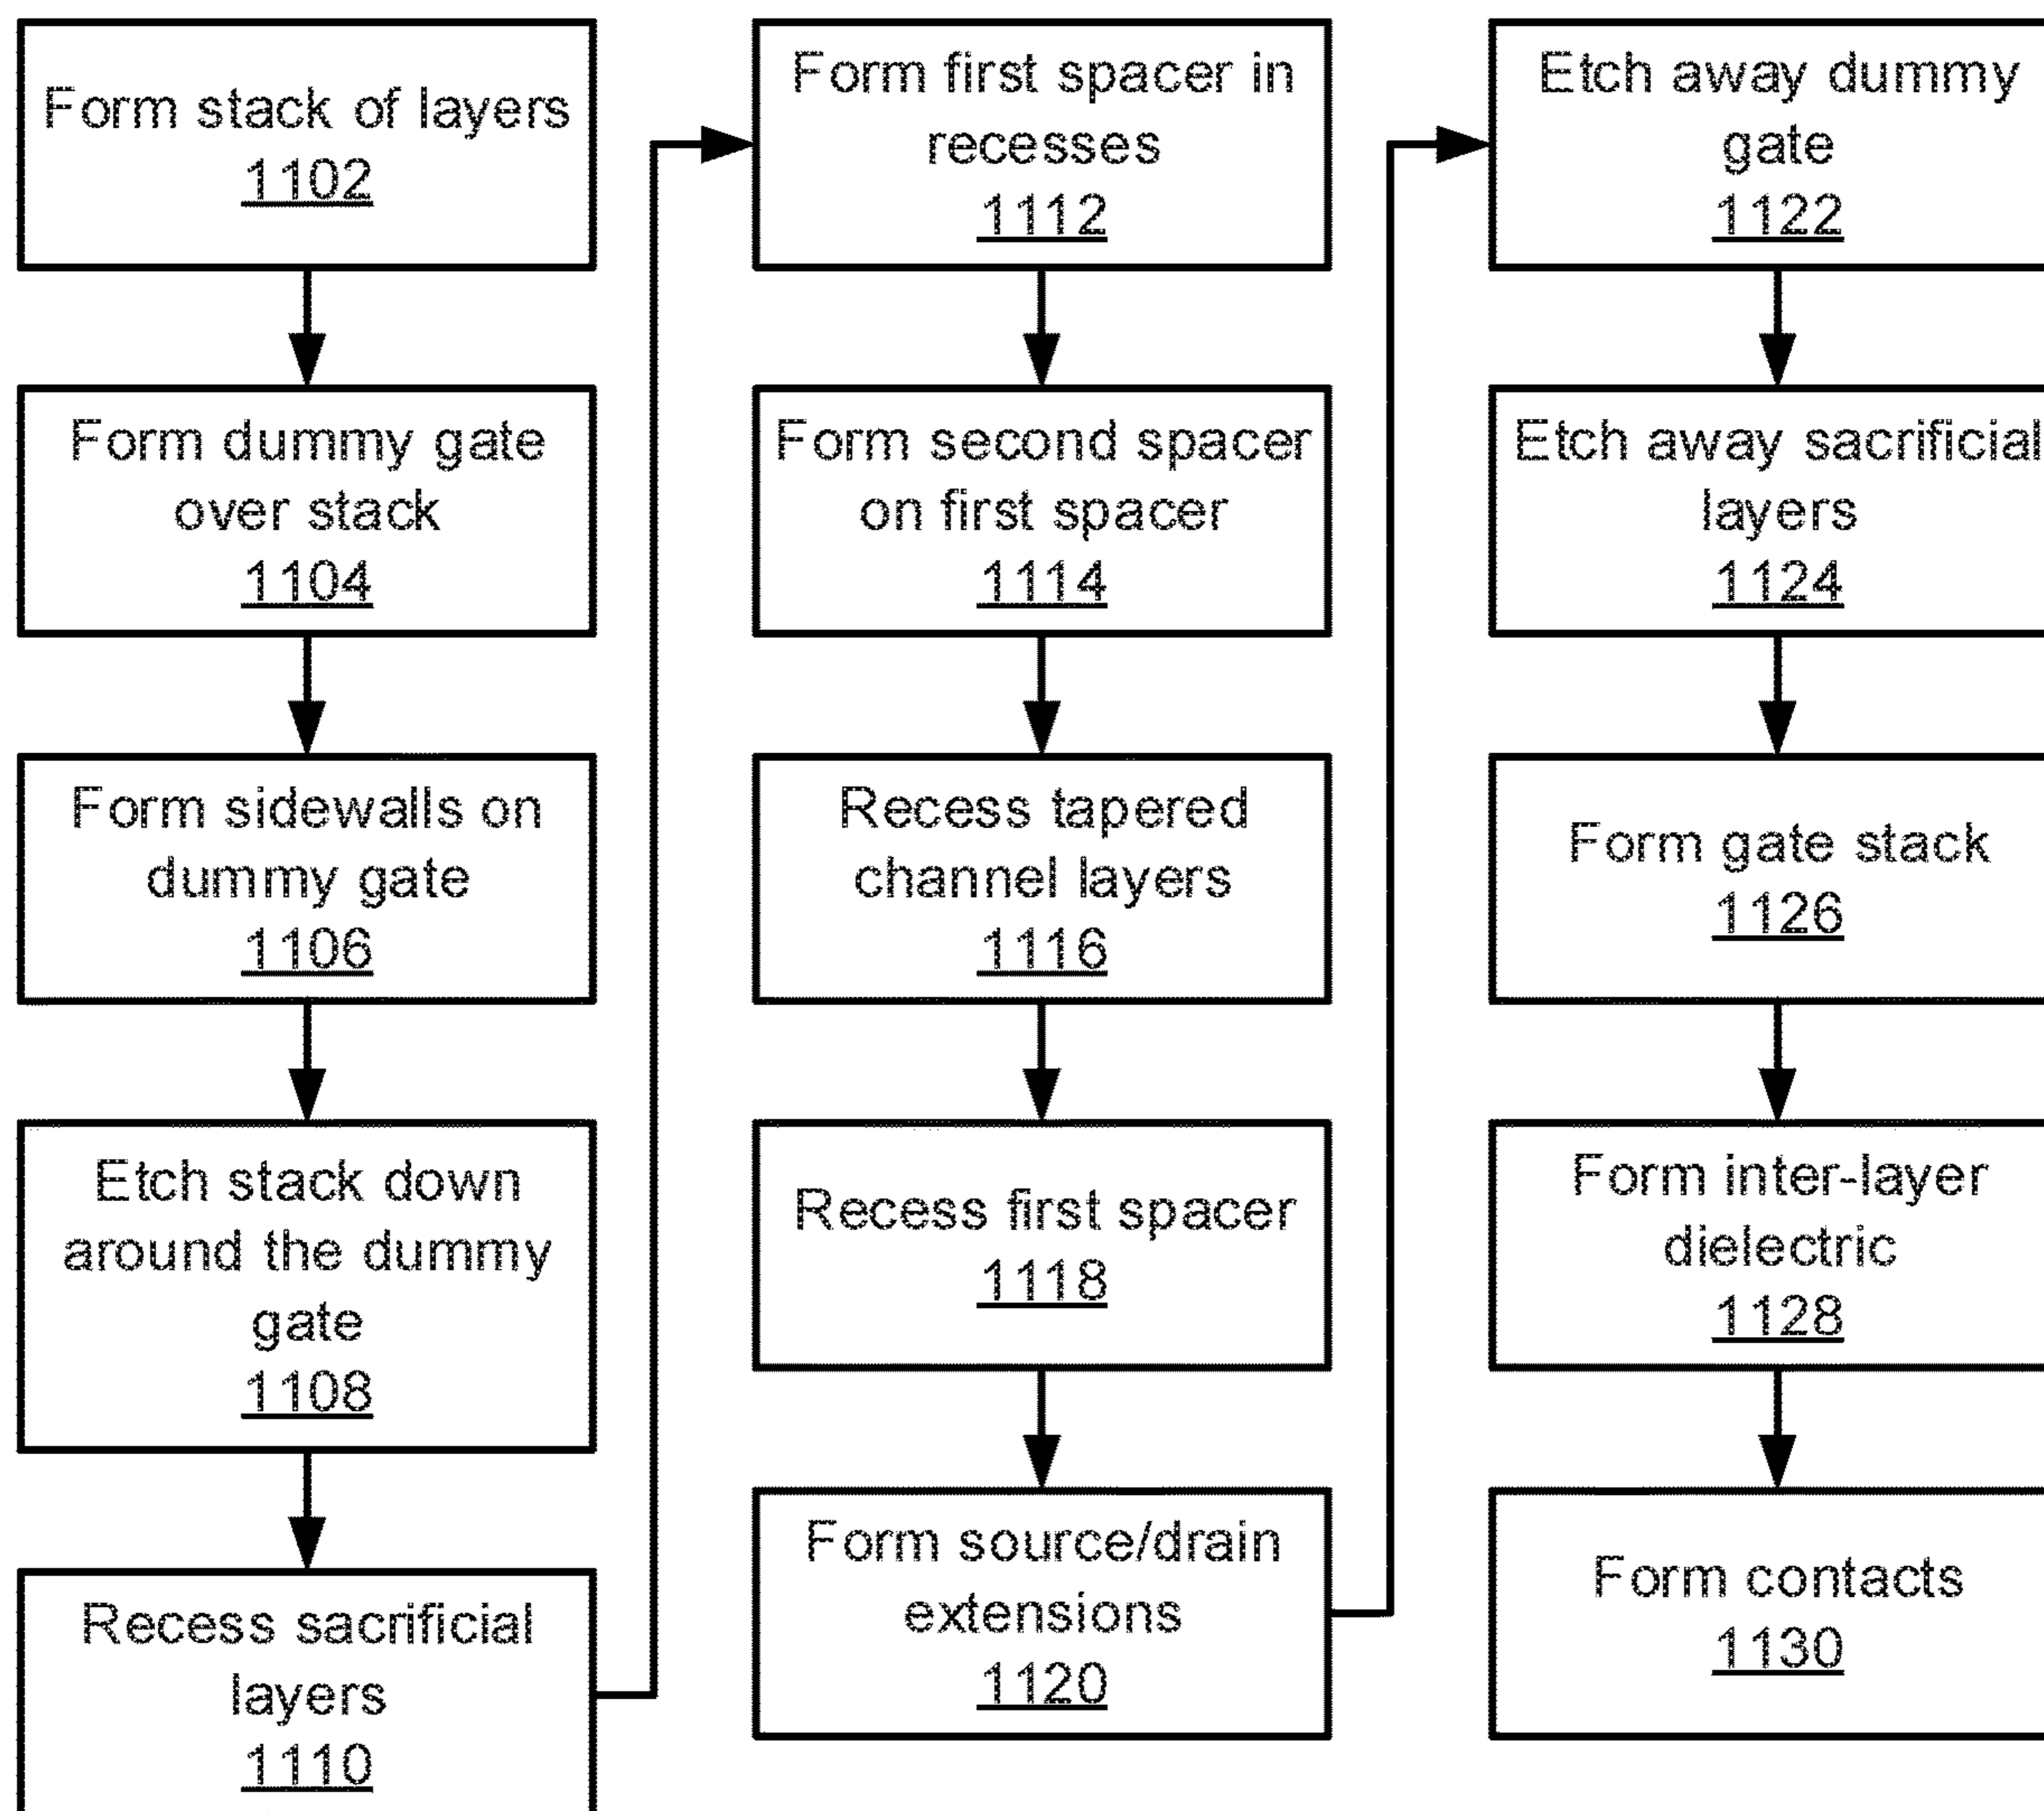 Form stack of layers
1102
Form dummy gate
over stack
1104
Form sidewalls on
dummy gate
1106
Etch stack down
around the dummy
gate
1108
Recess sacrificial
layers
1110
Form first spacer in
recesses
1112
Form second spacer
on first spacer
1114
Recess tapered
channel layers
1116
Recess first spacer
1118
Form source/drain
extensions
1120
Etch away dummy
gate
1122
Etch away sacrificial
layers
1124
Form gate stack
1126
Form inter-layer
dielectric
1128
Form contacts
1130